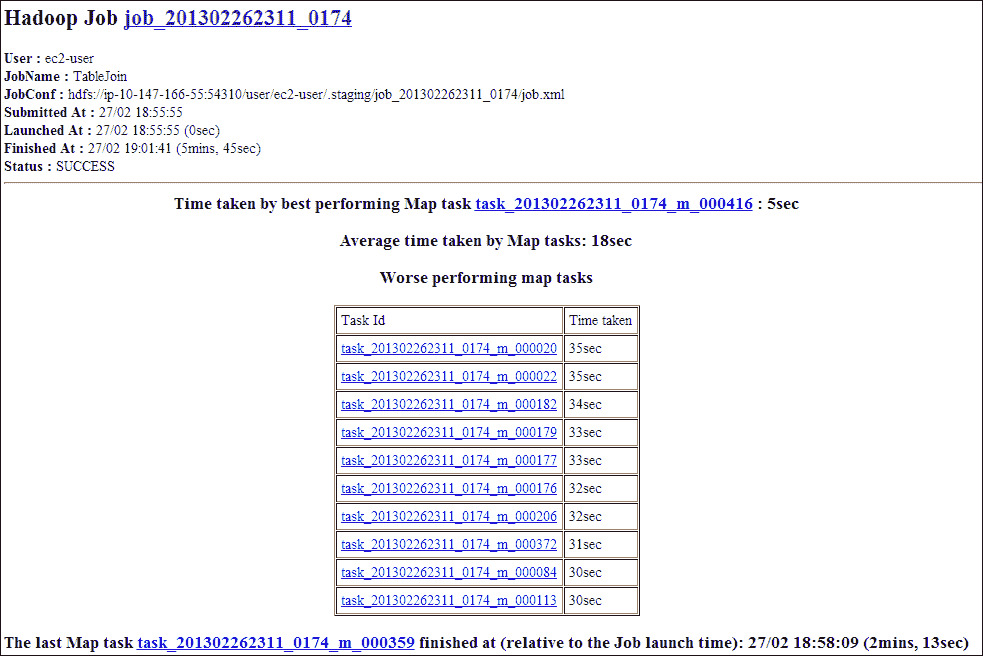 Hadoop Job job_201302262311_0174
User : ec2-user
JobName : TableJoin
JobConf : hdfs://ip-10-147-166-55:54310/user/ec2-user/.staging/job_201302262311_0174/job.xml
Submitted At : 27/02 18:55:55
Launched At : 27/02 18:55:55 (0sec)
Finished At : 27/02 19:01:41 (5mins, 45sec)
Status : SUCCESS
Time taken by best performing Map task task_201302262311_0174_m_000416 : 5sec
Average time taken by Map tasks: 18sec
Worse performing map tasks
Task Id Time taken
task_201302262311_0174_m_000020 35sec
task_201302262311_0174_m_000022 35sec
task_201302262311_0174_m_000182 34sec
task_201302262311_0174_m_000179 33sec
task_201302262311_0174_m_000177 33sec
task_201302262311_0174_m_000176 32sec
task_201302262311_0174_m_000206 32sec
task_201302262311_0174_m_000372 31sec
task_201302262311_0174_m_000084 30sec
task_201302262311_0174_m_000113 30sec
The last Map task task_201302262311_0174_m_000359 finished at (relative to the Job launch time): 27/02 18:58:09 (2mins, 13sec)